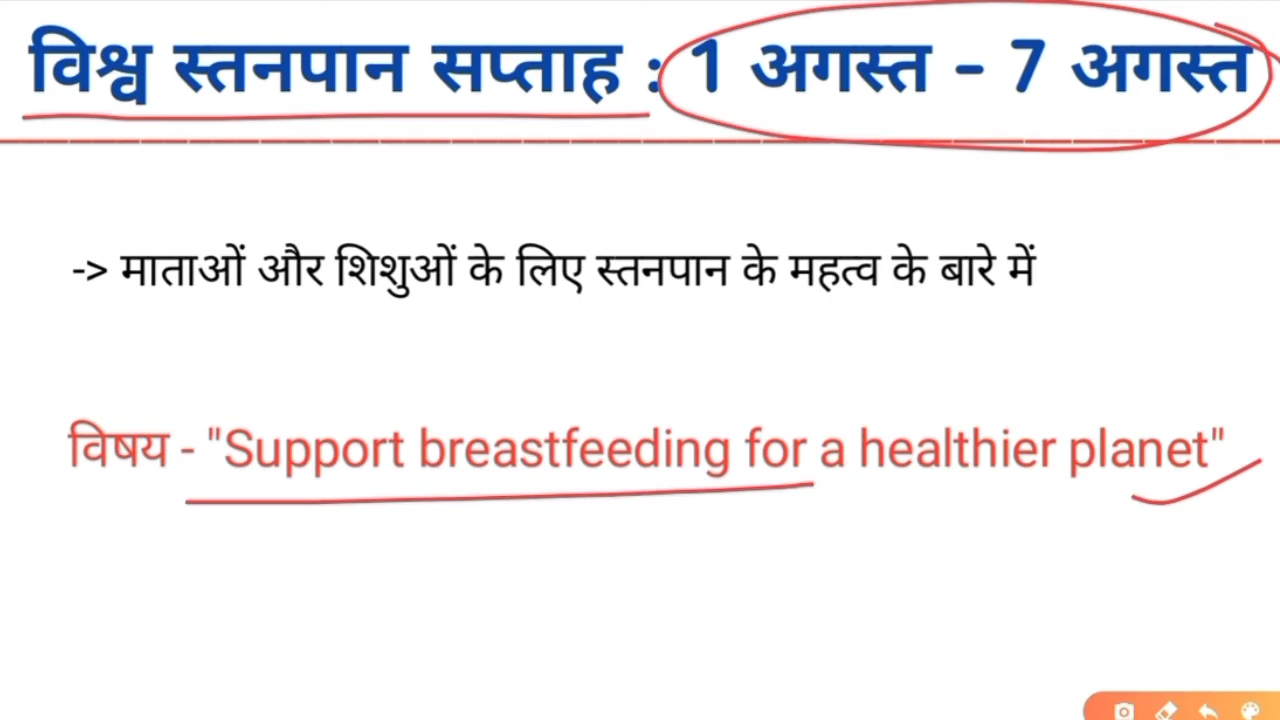 विश्व स्तनपान सप्ताह : 1 अगस्त - 7 अगस्त
-> माताओं और शिशुओं के लिए स्तनपान के महत्व के बारे में
विषय - "Support breastfeeding for a healthier planet"